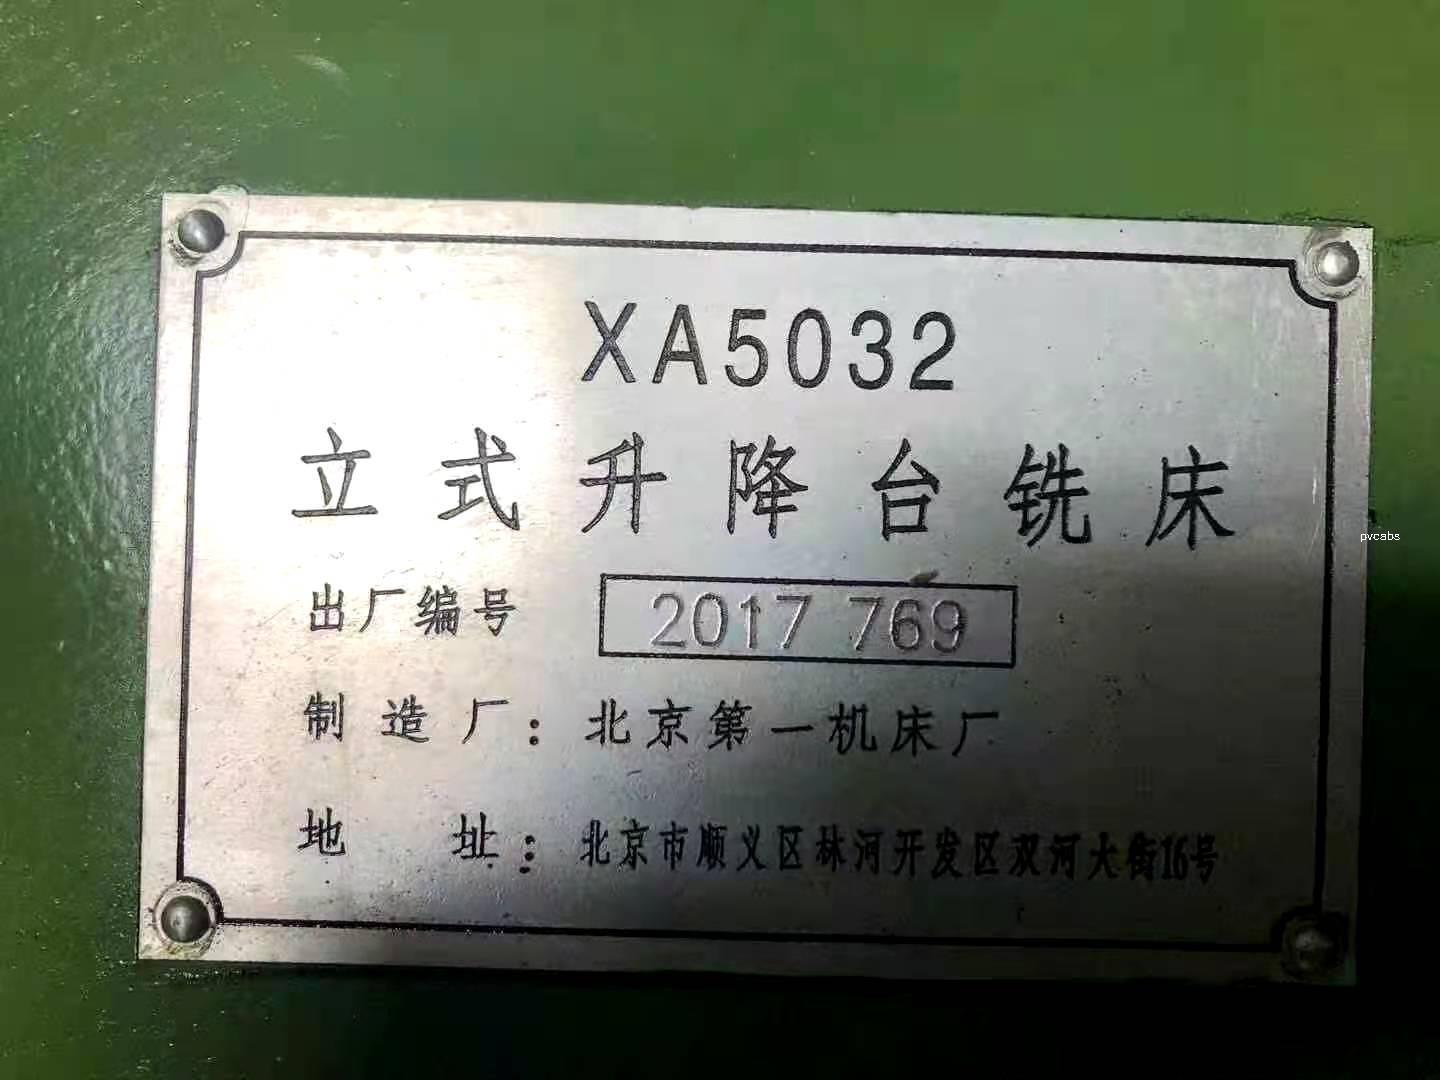 XA5032
立式升降台铣床
出厂编号 2017 769
制造厂：北京第一机床厂
地址：北京市顺义区林河开发区双河大街16号
pvcabs